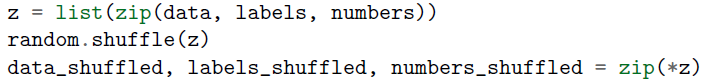 z = list(zip(data, labels, numbers))
random.shuffle(z)
data_shuffled, labels_shuffled, numbers_shuffled = zip(*z)